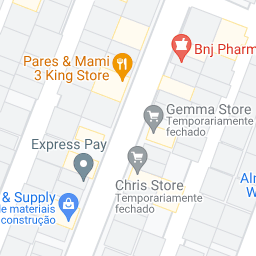 Bnj Pharm
Pares & Mami
3 King Store
Gemma Store
Temporariamente
fechado
Express Pay
Chris Store
Temporariamente
fechado
& Supply
de materiais
construção